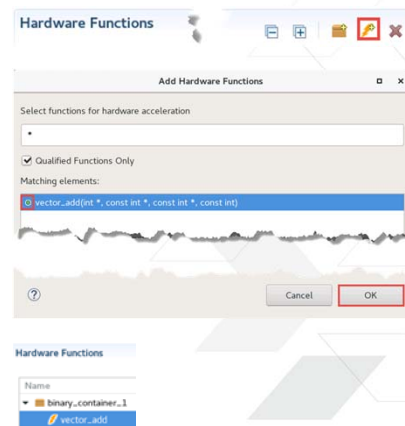 Hardware Functions
Add Hardware Functions
Select functions for hardware acceleration
*
Qualified Functions Only
Matching elements:
vector_add(int *, const int *, const int *, const int)
Cancel
OK
Hardware Functions
Name
binary_container_1
vector_add